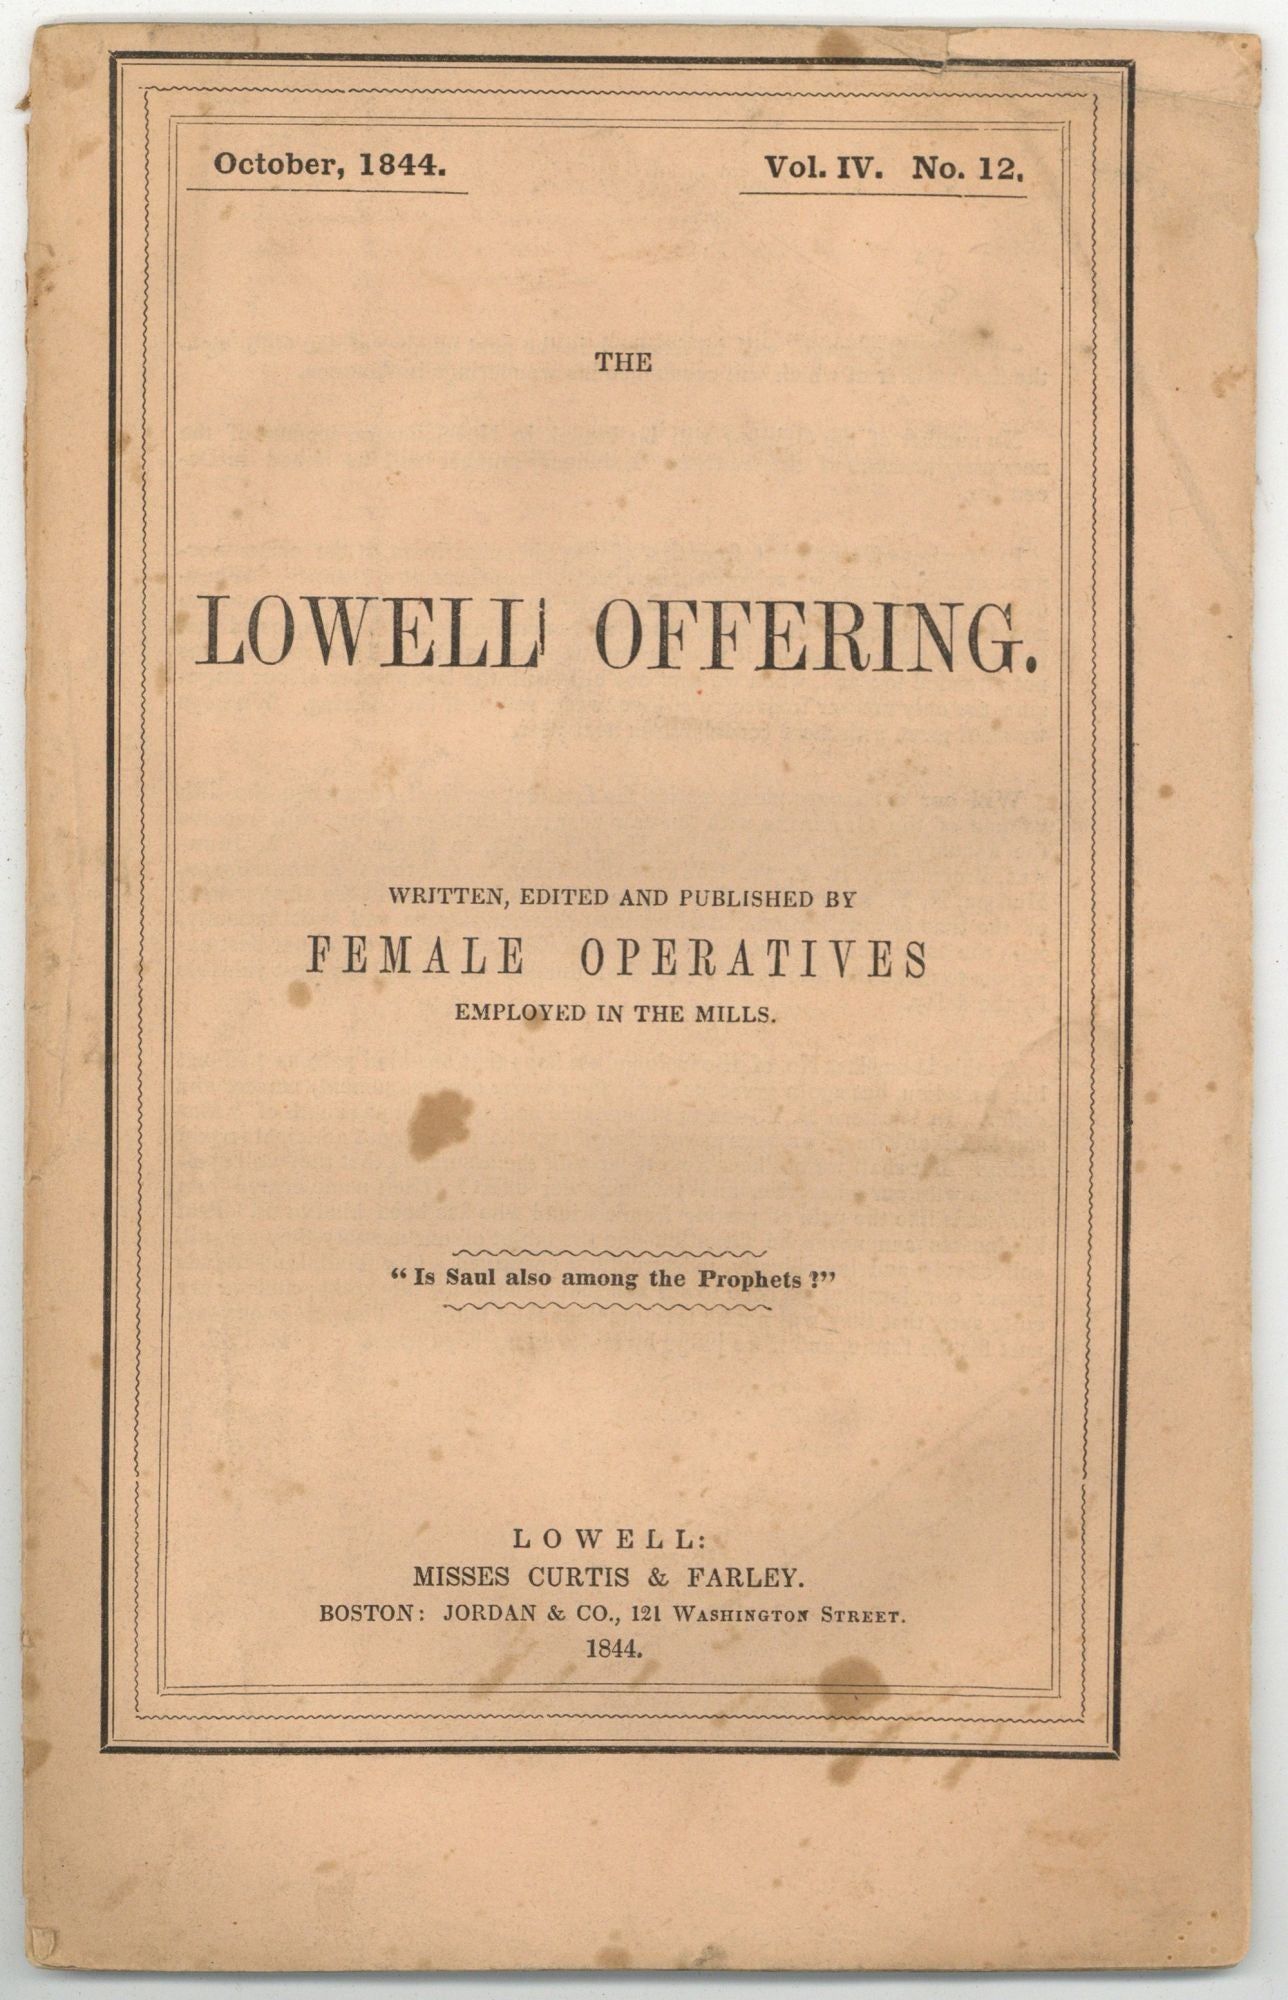 October, 1844. Vol. IV. No. 12.
THE
LOWELL OFFERING.
WRITTEN, EDITED AND PUBLISHED BY
FEMALE OPERATIVES
EMPLOYED IN THE MILLS.
"Is Saul also among the Prophets?"
LOWELL:
MISSES CURTIS & FARLEY.
BOSTON: JORDAN & CO., 121 WASHINGTON STREET.
1844.